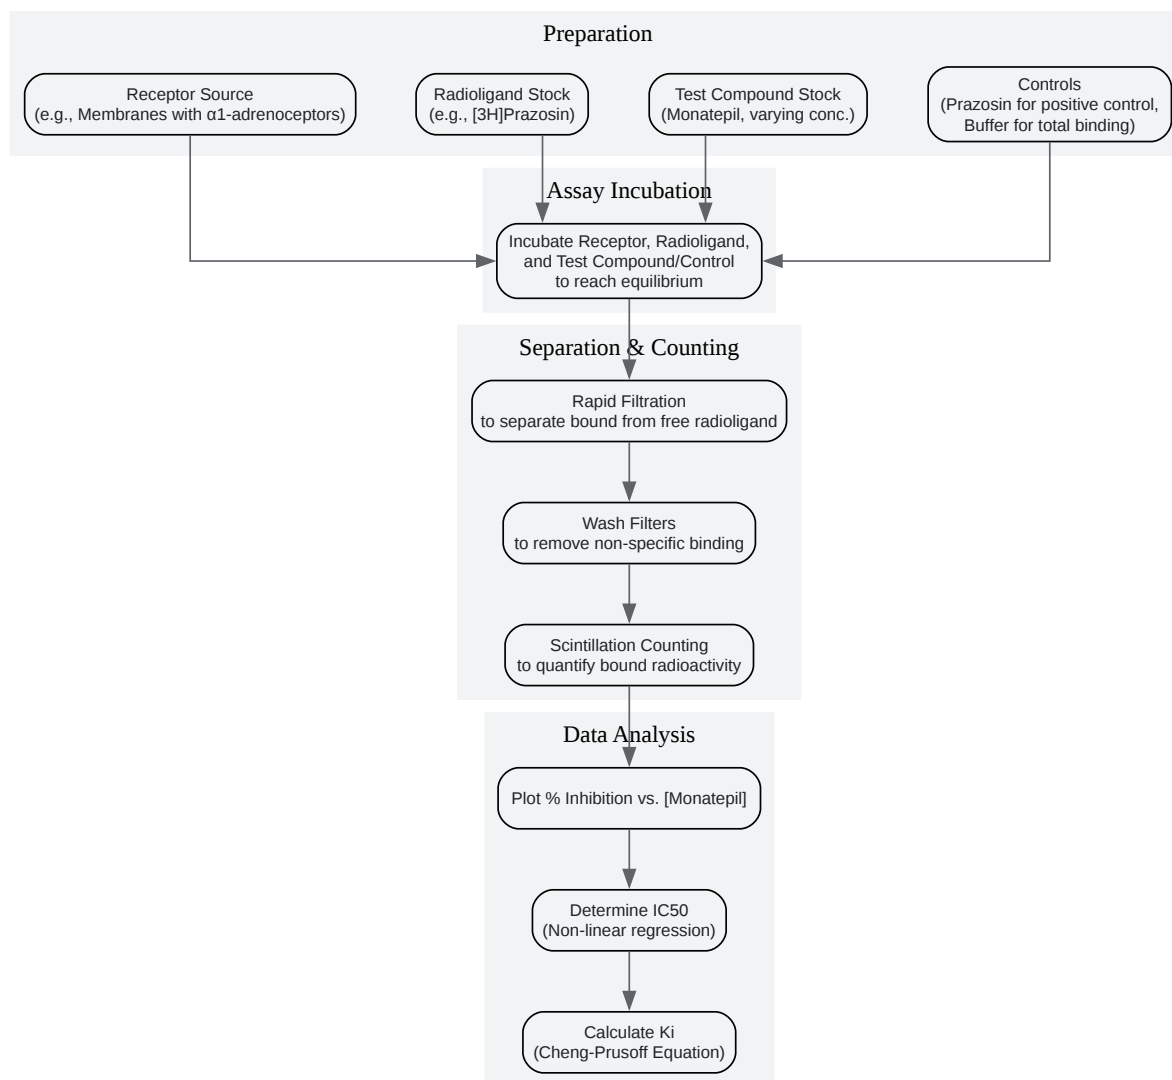 Preparation
Receptor Source
(e.g., Membranes with α1-adrenoceptors)
Radioligand Stock
(e.g., [3H]Prazosin)
Test Compound Stock
(Monatepil, varying conc.)
Controls
(Prazosin for positive control,
Buffer for total binding)
Assay Incubation
Incubate Receptor, Radioligand,
and Test Compound/Control
to reach equilibrium
Separation & Counting
Rapid Filtration
to separate bound from free radioligand
Wash Filters
to remove non-specific binding
Scintillation Counting
to quantify bound radioactivity
Data Analysis
Plot % Inhibition vs. [Monatepil]
Determine IC50
(Non-linear regression)
Calculate Ki
(Cheng-Prusoff Equation)